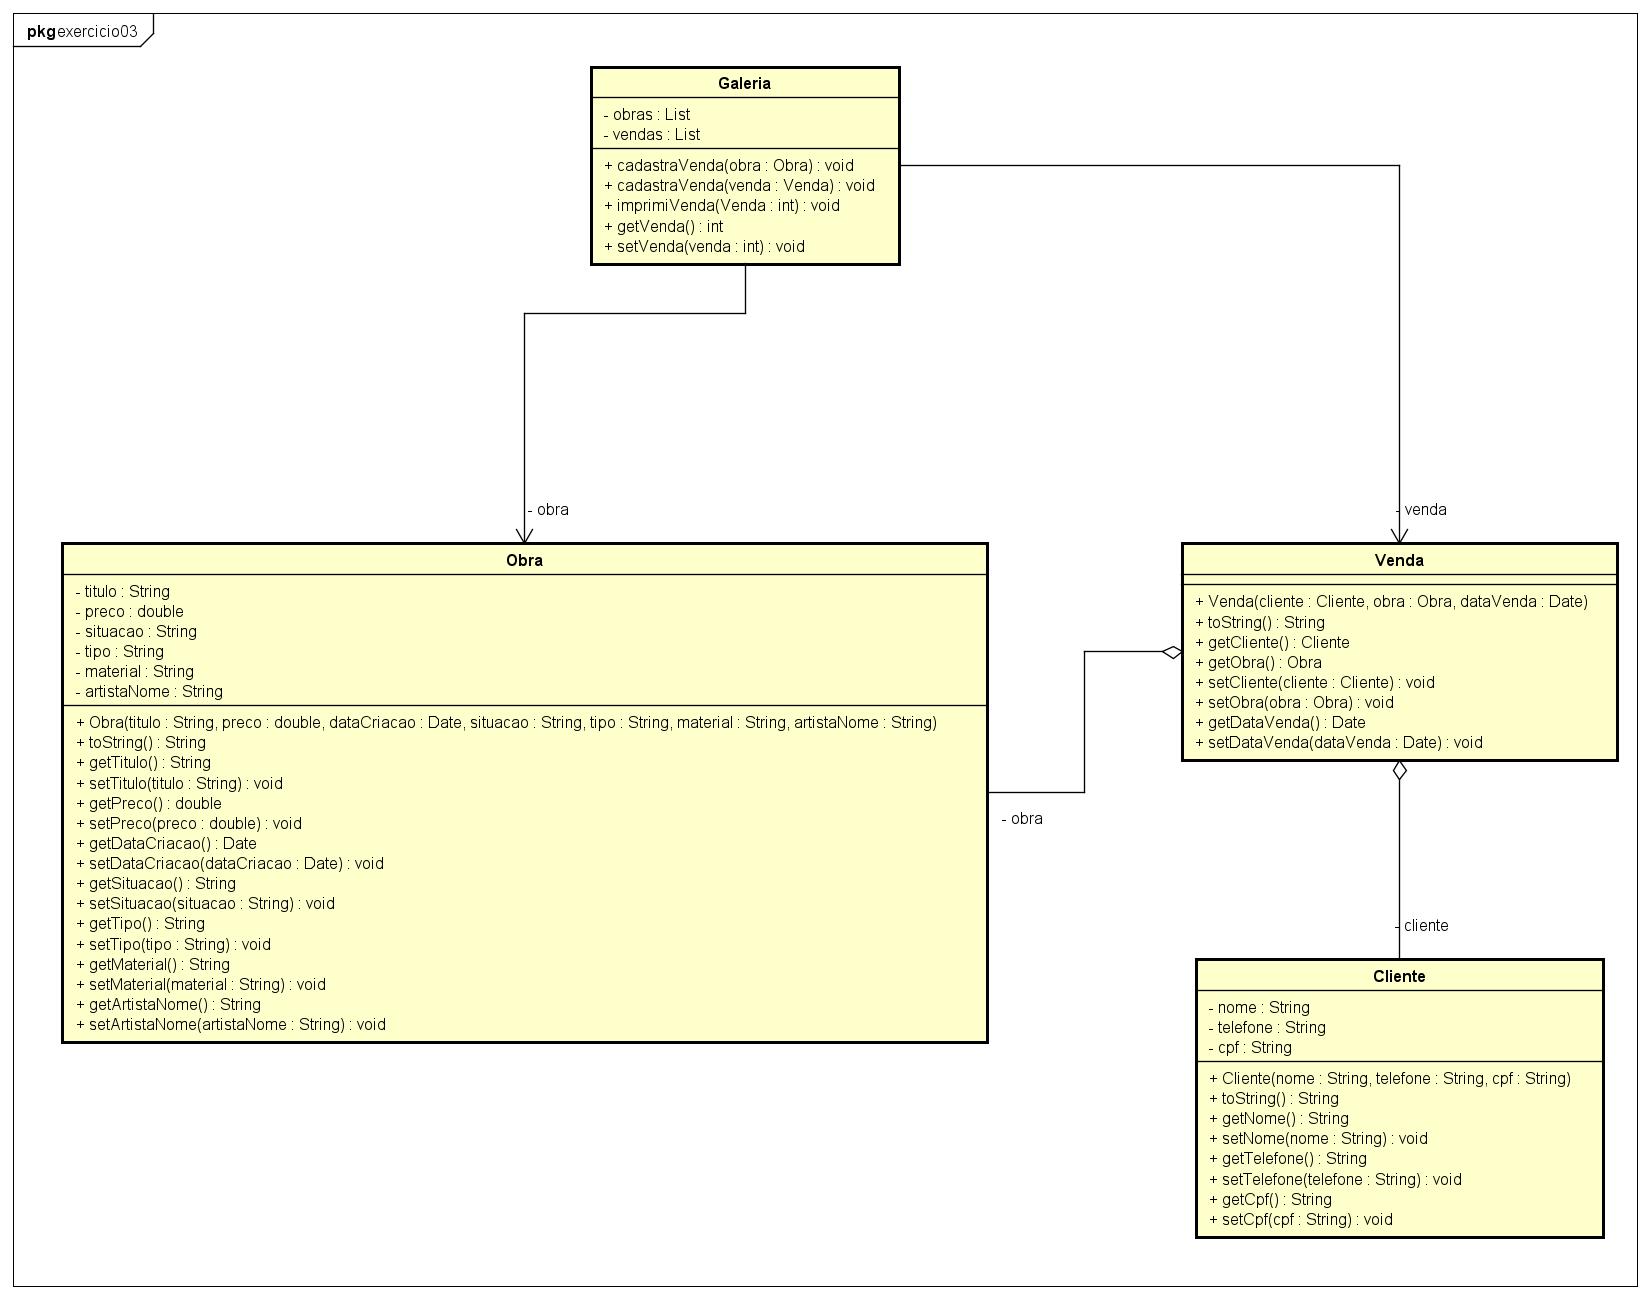 pkg exercicio03
Galeria
- obras : List
- vendas : List
+ cadastraVenda(obra : Obra) : void
+ cadastraVenda(venda : Venda) : void
+ imprimiVenda(Venda : int) : void
+ getVenda() : int
+ setVenda(venda : int) : void
- obra
- venda
Obra
- titulo : String
- preco : double
- situacao : String
- tipo : String
- material : String
- artistaNome : String
+ Obra(titulo : String, preco : double, dataCriacao : Date, situacao : String, tipo : String, material : String, artistaNome : String)
+ toString() : String
+ getTitulo() : String
+ setTitulo(titulo : String) : void
+ getPreco() : double
+ setPreco(preco : double) : void
+ getDataCriacao() : Date
+ setDataCriacao(dataCriacao : Date) : void
+ getSituacao() : String
+ setSituacao(situacao : String) : void
+ getTipo() : String
+ setTipo(tipo : String) : void
+ getMaterial() : String
+ setMaterial(material : String) : void
+ getArtistaNome() : String
+ setArtistaNome(artistaNome : String) : void
- obra
Venda
+ Venda(cliente : Cliente, obra : Obra, dataVenda : Date)
+ toString() : String
+ getCliente() : Cliente
+ getObra() : Obra
+ setCliente(cliente : Cliente) : void
+ setObra(obra : Obra) : void
+ getDataVenda() : Date
+ setDataVenda(dataVenda : Date) : void
- cliente
Cliente
- nome : String
- telefone : String
- cpf : String
+ Cliente(nome : String, telefone : String, cpf : String)
+ toString() : String
+ getNome() : String
+ setNome(nome : String) : void
+ getTelefone() : String
+ setTelefone(telefone : String) : void
+ getCpf() : String
+ setCpf(cpf : String) : void